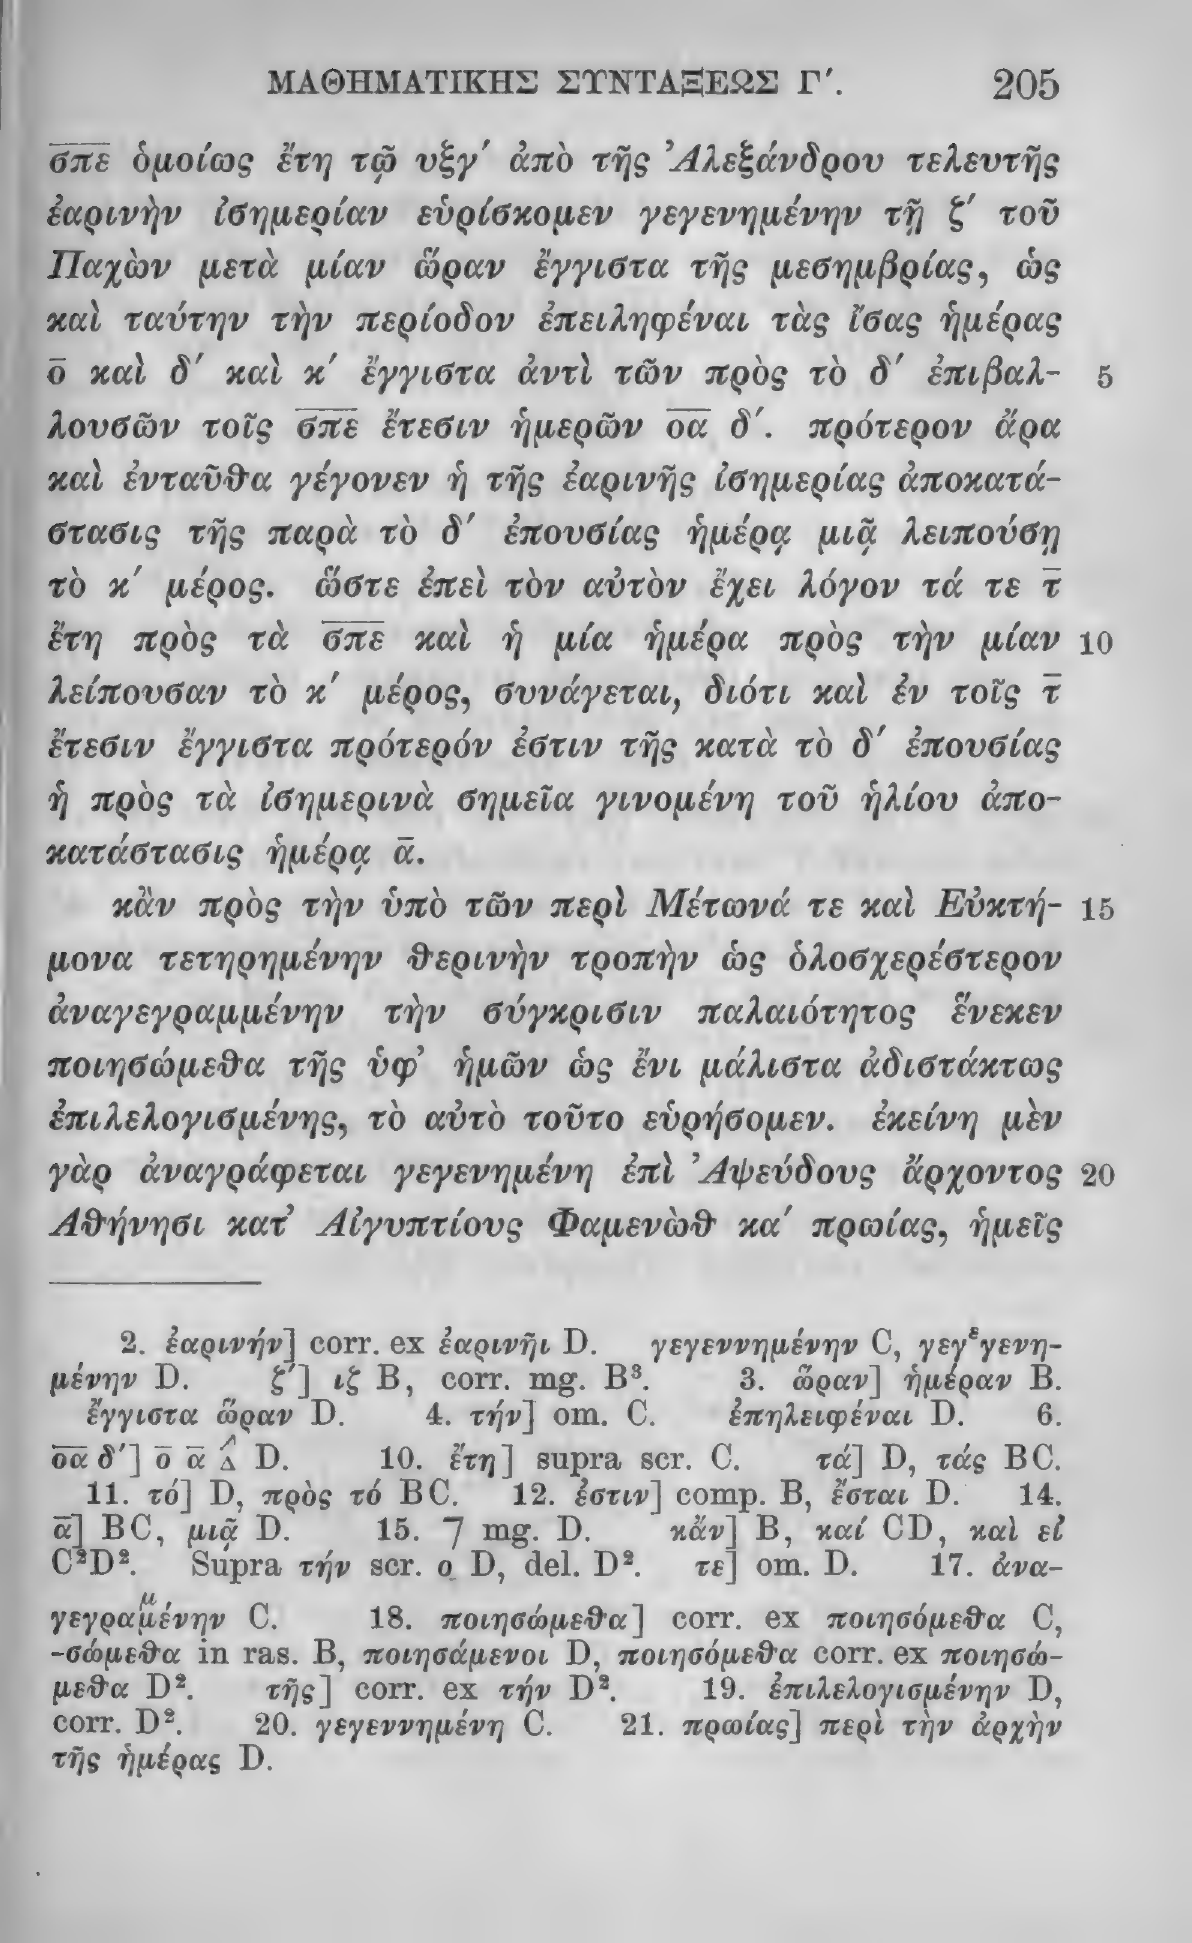 ΜΑΘΗΜΑΤΙΚΗΣ ΣΥΝΤΑΞΕΩΣ Γ΄. 205
σ̅π̅ε̅ ὁμοίως ἔτη τῷ υξγ΄ ἀπὸ τῆς Ἀλεξάνδρου τελευτῆς
ἐαρινὴν ἰσημερίαν εὑρίσκομεν γεγενημένην τῇ ζ΄ τοῦ
Παχὼν μετὰ μίαν ὥραν ἔγγιστα τῆς μεσημβρίας, ὡς
καὶ ταύτην τὴν περίοδον ἐπειληφέναι τὰς ἴσας ἡμέρας
ο̅ καὶ δ΄ καὶ κ΄ ἔγγιστα ἀντὶ τῶν πρὸς τὸ δ΄ ἐπιβαλ- 5
λουσῶν τοῖς σ̅π̅ε̅ ἔτεσιν ἡμερῶν ο̅α̅ δ΄. πρότερον ἄρα
καὶ ἐνταῦθα γέγονεν ἡ τῆς ἐαρινῆς ἰσημερίας ἀποκατά-
στασις τῆς παρὰ τὸ δ΄ ἐπουσίας ἡμέρᾳ μιᾷ λειπούσῃ
τὸ κ΄ μέρος. ὥστε ἐπεὶ τὸν αὐτὸν ἔχει λόγον τά τε τ̅
ἔτη πρὸς τὰ σ̅π̅ε̅ καὶ ἡ μία ἡμέρα πρὸς τὴν μίαν 10
λείπουσαν τὸ κ΄ μέρος, συνάγεται, διότι καὶ ἐν τοῖς τ̅
ἔτεσιν ἔγγιστα πρότερόν ἐστιν τῆς κατὰ τὸ δ΄ ἐπουσίας
ἡ πρὸς τὰ ἰσημερινὰ σημεῖα γινομένη τοῦ ἡλίου ἀπο-
κατάστασις ἡμέρᾳ α̅.
κἂν πρὸς τὴν ὑπὸ τῶν περὶ Μέτωνά τε καὶ Εὐκτή- 15
μονα τετηρημένην θερινὴν τροπὴν ὡς ὁλοσχερέστερον
ἀναγεγραμμένην τὴν σύγκρισιν παλαιότητος ἕνεκεν
ποιησώμεθα τῆς ὑφ’ ἡμῶν ὡς ἔνι μάλιστα ἀδιστάκτως
ἐπιλελογισμένης, τὸ αὐτὸ τοῦτο εὑρήσομεν. ἐκείνη μὲν
γὰρ ἀναγράφεται γεγενημένη ἐπὶ Ἀψεύδους ἄρχοντος 20
Ἀθήνησι κατ’ Αἰγυπτίους Φαμενὼθ κα΄ πρωίας, ἡμεῖς
2. ἐαρινήν] corr. ex ἐαρινῆι D. γεγεννημένην C, γεγ<sup>ε</sup>γενη-
μένην D. ζ΄] ιζ B, corr. mg. B³. 3. ὥραν] ἡμέραν B.
ἔγγιστα ὥραν D. 4. τήν] om. C. ἐπηλειφέναι D. 6.
ο̅α̅ δ΄] ο̅ α̅ Δ D. 10. ἔτη] supra scr. C. τά] D, τάς BC.
11. τό] D, πρὸς τό BC. 12. ἐστιν] comp. B, ἔσται D. 14.
α̅] BC, μιᾷ D. 15. ⁊ mg. D. κἄν] B, καί CD, καὶ εἰ
C²D². Supra τήν scr. ο D, del. D². τε] om. D. 17. ἀνα-
γεγραμ<sup>μ</sup>ένην C. 18. ποιησώμεθα] corr. ex ποιησόμεθα C,
-σώμεθα in ras. B, ποιησάμενοι D, ποιησόμεθα corr. ex ποιησώ-
μεθα D². τῆς] corr. ex τήν D². 19. ἐπιλελογισμένην D,
corr. D². 20. γεγεννημένη C. 21. πρωίας] περὶ τὴν ἀρχὴν
τῆς ἡμέρας D.